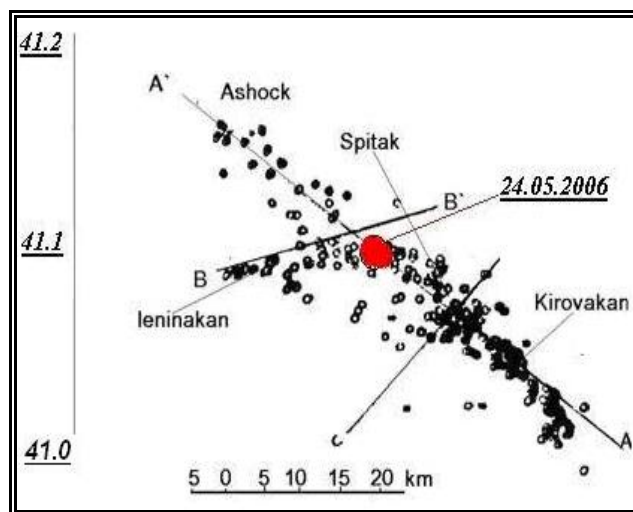 41.2
A`
Ashock
Spitak
24.05.2006
B`
41.1
B
leninakan
Kirovakan
C
A
41.0
5 0 5 10 10 20 km